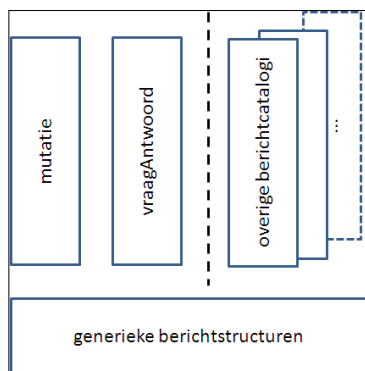 mutatie
vraagAntwoord
overige berichtcatalogi
...
generieke berichtstructuren